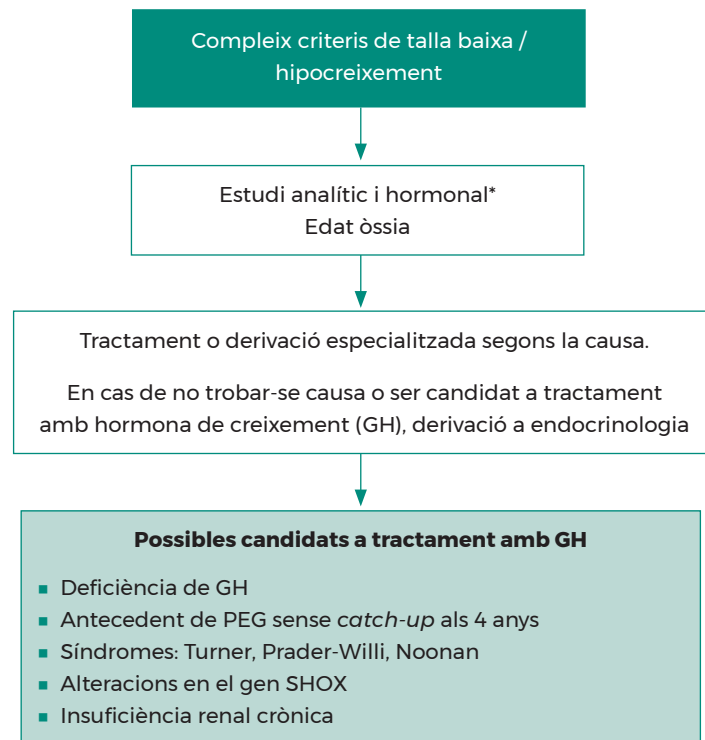 Compleix criteris de talla baixa /
hipocreixement
Estudi analític i hormonal*
Edat òssia
Tractament o derivació especialitzada segons la causa.
En cas de no trobar-se causa o ser candidat a tractament
amb hormona de creixement (GH), derivació a endocrinologia
Possibles candidats a tractament amb GH
▪ Deficiència de GH
▪ Antecedent de PEG sense catch-up als 4 anys
▪ Síndromes: Turner, Prader-Willi, Noonan
▪ Alteracions en el gen SHOX
▪ Insuficiència renal crònica